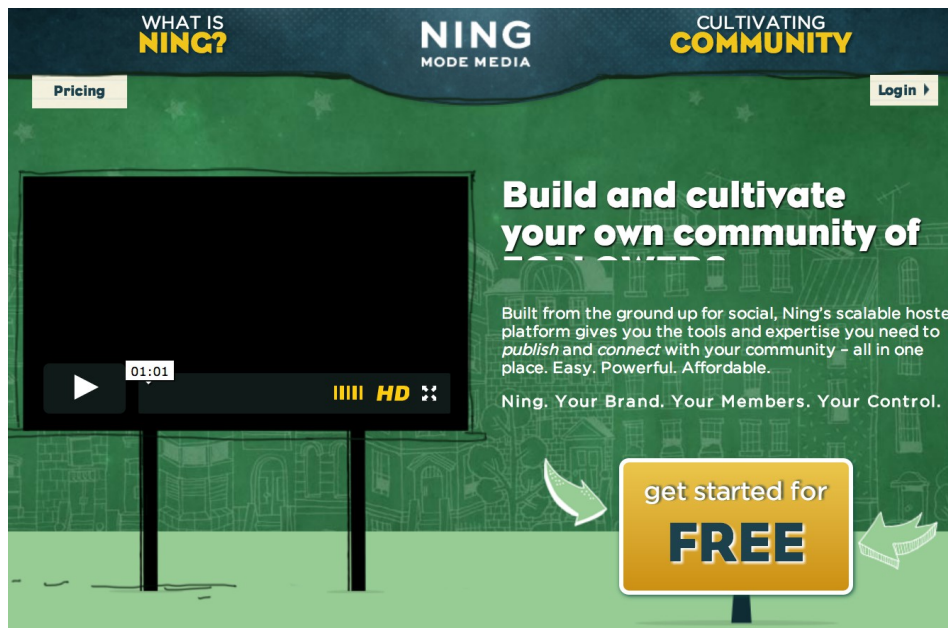 WHAT IS
NING?
NING
MODE MEDIA
CULTIVATING
COMMUNITY
Pricing
Login
Build and cultivate
your own community of
01:01
HD
Built from the ground up for social, Ning's scalable hoste
platform gives you the tools and expertise you need to
publish and connect with your community – all in one
place. Easy. Powerful. Affordable.
Ning. Your Brand. Your Members. Your Control.
get started for
FREE